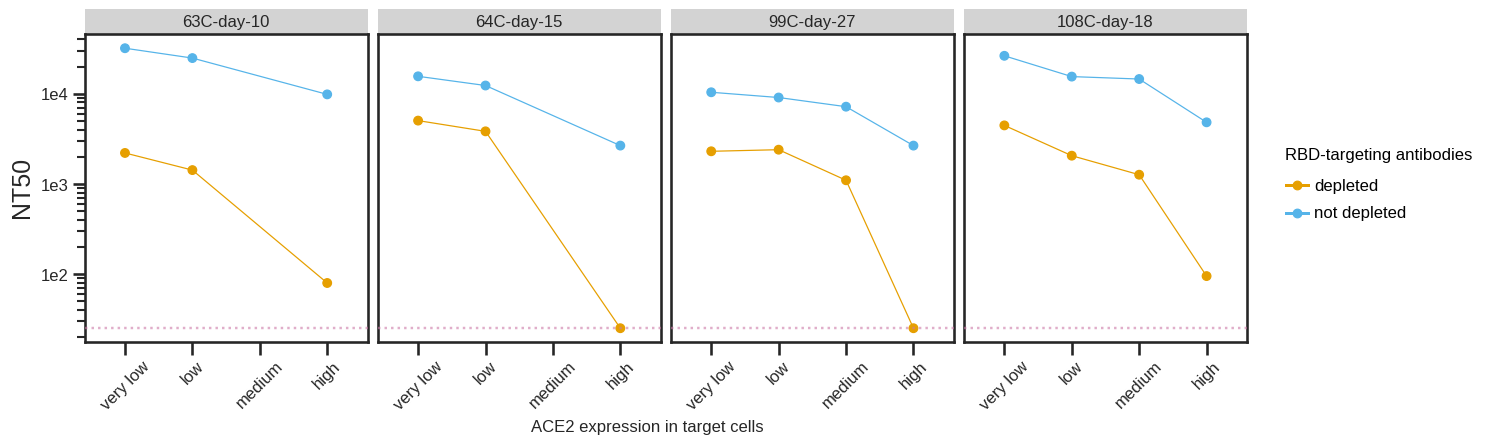 63C-day-10
64C-day-15
99C-day-27
108C-day-18
NT50
1e4
1e3
1e2
very low
low
medium
high
very low
low
medium
high
very low
low
medium
high
very low
low
medium
high
ACE2 expression in target cells
RBD-targeting antibodies
depleted
not depleted